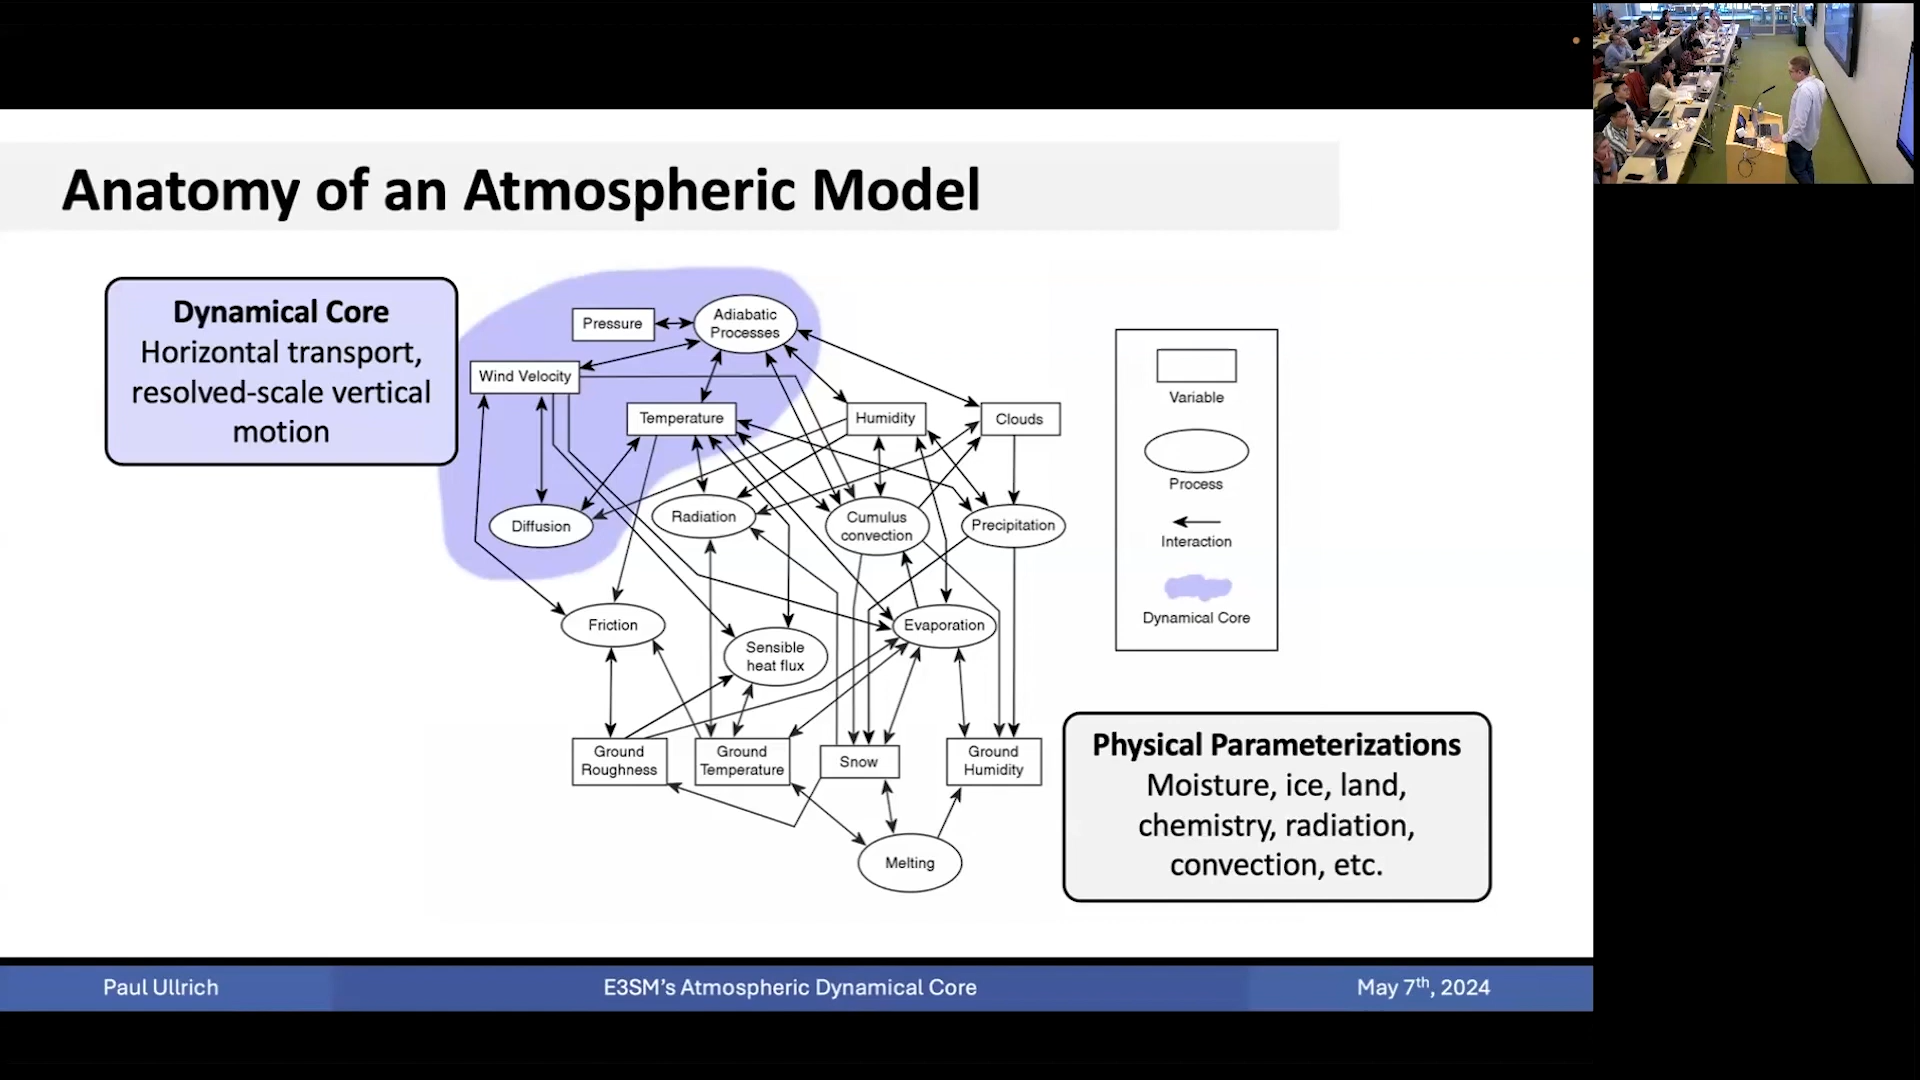 Anatomy of an Atmospheric Model
Dynamical Core
Horizontal transport,
resolved-scale vertical
motion
Pressure
Adiabatic
Processes
Wind Velocity
Temperature
Humidity
Clouds
Diffusion
Radiation
Cumulus
convection
Precipitation
Friction
Sensible
heat flux
Evaporation
Ground
Roughness
Ground
Temperature
Snow
Ground
Humidity
Melting
Variable
Process
Interaction
Dynamical Core
Physical Parameterizations
Moisture, ice, land,
chemistry, radiation,
convection, etc.
Paul Ullrich
E3SM's Atmospheric Dynamical Core
May 7th, 2024